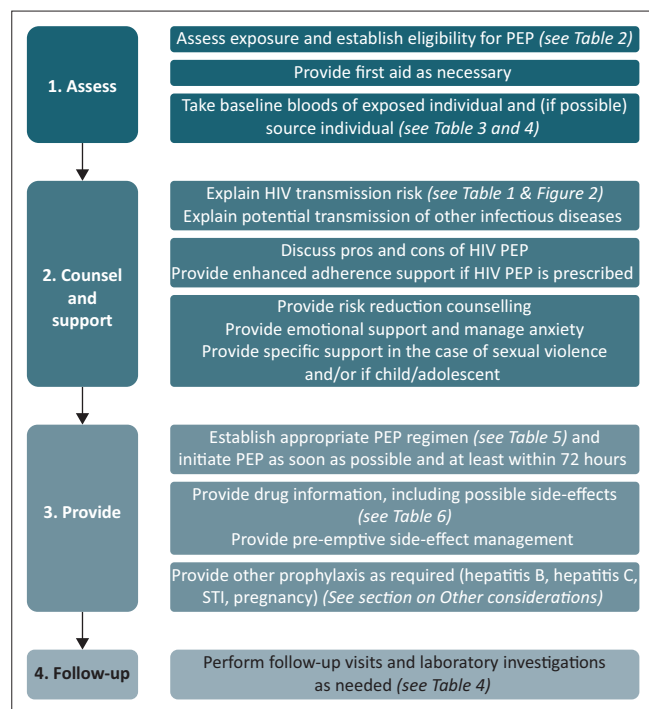 1. Assess
Assess exposure and establish eligibility for PEP (see Table 2)
Provide first aid as necessary
Take baseline bloods of exposed individual and (if possible)
source individual (see Table 3 and 4)
2. Counsel
and
support
Explain HIV transmission risk (see Table 1 & Figure 2)
Explain potential transmission of other infectious diseases
Discuss pros and cons of HIV PEP
Provide enhanced adherence support if HIV PEP is prescribed
Provide risk reduction counselling
Provide emotional support and manage anxiety
Provide specific support in the case of sexual violence
and/or if child/adolescent
3. Provide
Establish appropriate PEP regimen (see Table 5) and
initiate PEP as soon as possible and at least within 72 hours
Provide drug information, including possible side-effects
(see Table 6)
Provide pre-emptive side-effect management
Provide other prophylaxis as required (hepatitis B, hepatitis C,
STI, pregnancy) (See section on Other considerations)
4. Follow-up
Perform follow-up visits and laboratory investigations
as needed (see Table 4)